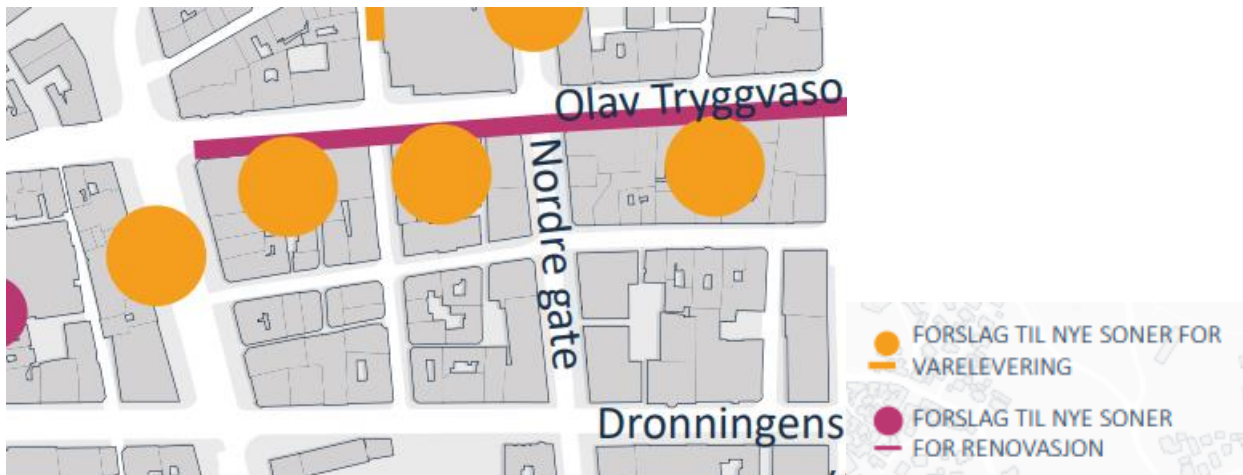 Olav Tryggvaso
Nordre gate
Dronningens
FORSLAG TIL NYE SONER FOR
VARELEVERING
FORSLAG TIL NYE SONER
FOR RENOVASJON